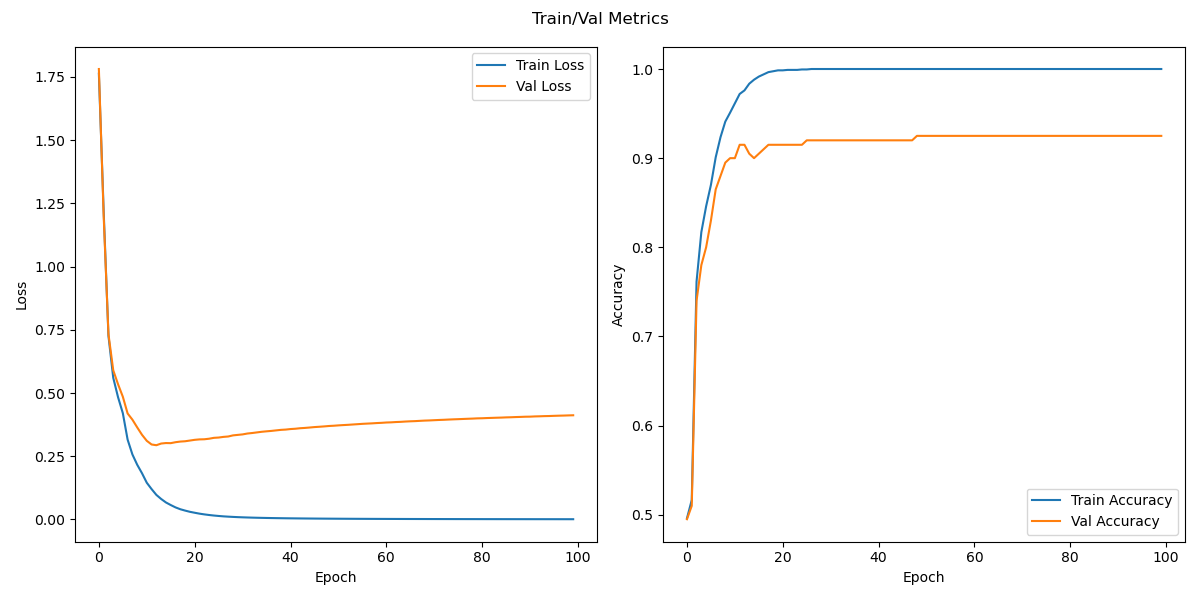 Train/Val Metrics
Train Loss
Val Loss
1.75
1.50
1.25
1.00
0.75
0.50
0.25
0.00
Loss
0
20
40
60
80
100
Epoch
1.0
0.9
0.8
0.7
0.6
0.5
Accuracy
Train Accuracy
Val Accuracy
0
20
40
60
80
100
Epoch